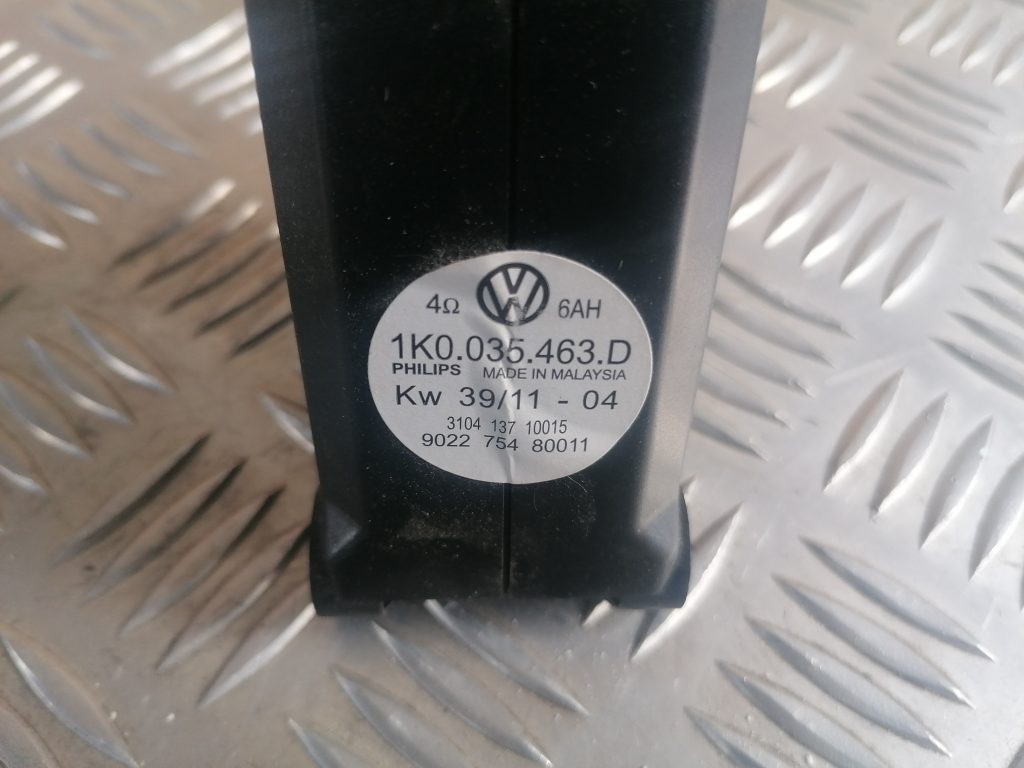 4Ω VW 6AH
1K0.035.463.D
PHILIPS MADE IN MALAYSIA
Kw 39/11 - 04
3104 137 10015
9022 754 80011